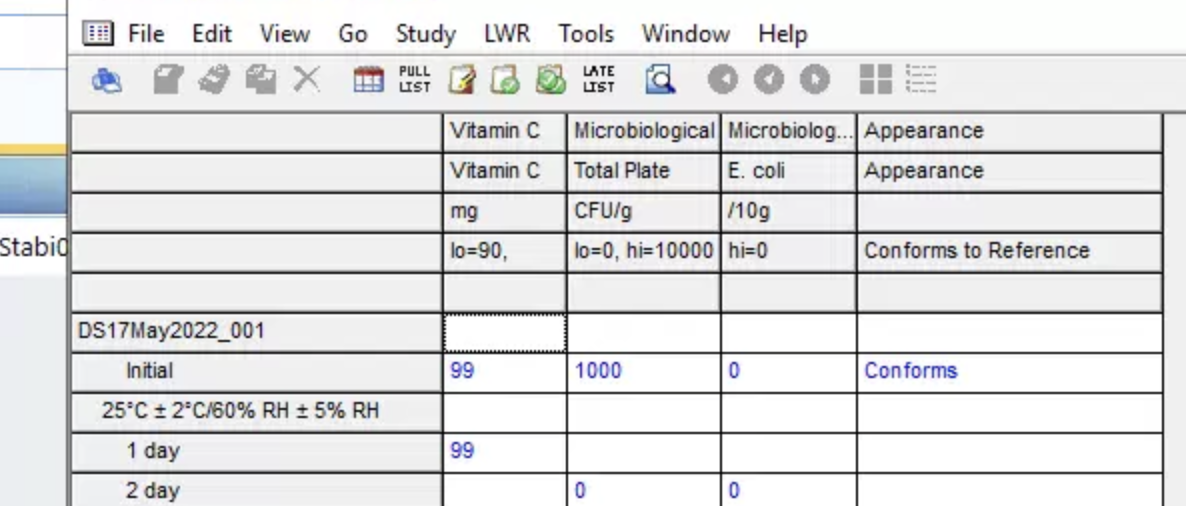 File Edit View Go Study LWR Tools Window Help
PULL LIST LATE LIST
Vitamin C Microbiological Microbiolog... Appearance
Vitamin C Total Plate E. coli Appearance
mg CFU/g /10g
lo=90, lo=0, hi=10000 hi=0 Conforms to Reference
DS17May2022_001
Initial 99 1000 0 Conforms
25°C ± 2°C/60% RH ± 5% RH
1 day 99
2 day 0 0